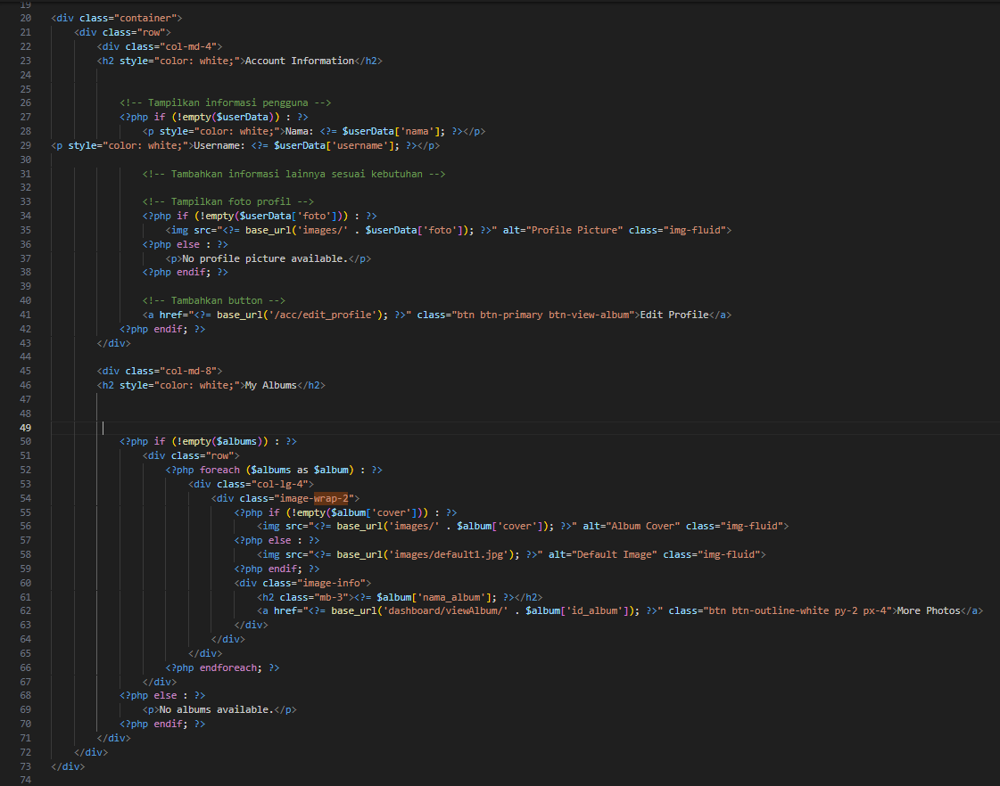 19
20 <div class="container">
21 <div class="row">
22 <div class="col-md-4">
23 <h2 style="color: white;">Account Information</h2>
24
25
26 <!-- Tampilkan informasi pengguna -->
27 <?php if (!empty($userData)) : ?>
28 <p style="color: white;">Nama: <?= $userData['nama']; ?></p>
29 <p style="color: white;">Username: <?= $userData['username']; ?></p>
30
31 <!-- Tambahkan informasi lainnya sesuai kebutuhan -->
32
33 <!-- Tampilkan foto profil -->
34 <?php if (!empty($userData['foto'])) : ?>
35 <img src="<?= base_url('images/' . $userData['foto']); ?>" alt="Profile Picture" class="img-fluid">
36 <?php else : ?>
37 <p>No profile picture available.</p>
38 <?php endif; ?>
39
40 <!-- Tambahkan button -->
41 <a href="<?= base_url('/acc/edit_profile'); ?>" class="btn btn-primary btn-view-album">Edit Profile</a>
42 <?php endif; ?>
43 </div>
44
45 <div class="col-md-8">
46 <h2 style="color: white;">My Albums</h2>
47
48
49
50 <?php if (!empty($albums)) : ?>
51 <div class="row">
52 <?php foreach ($albums as $album) : ?>
53 <div class="col-lg-4">
54 <div class="image-wrap-2">
55 <?php if (!empty($album['cover'])) : ?>
56 <img src="<?= base_url('images/' . $album['cover']); ?>" alt="Album Cover" class="img-fluid">
57 <?php else : ?>
58 <img src="<?= base_url('images/default1.jpg'); ?>" alt="Default Image" class="img-fluid">
59 <?php endif; ?>
60 <div class="image-info">
61 <h2 class="mb-3"><?= $album['nama_album']; ?></h2>
62 <a href="<?= base_url('dashboard/viewAlbum/' . $album['id_album']); ?>" class="btn btn-outline-white py-2 px-4">More Photos</a>
63 </div>
64 </div>
65 </div>
66 <?php endforeach; ?>
67 </div>
68 <?php else : ?>
69 <p>No albums available.</p>
70 <?php endif; ?>
71 </div>
72 </div>
73 </div>
74